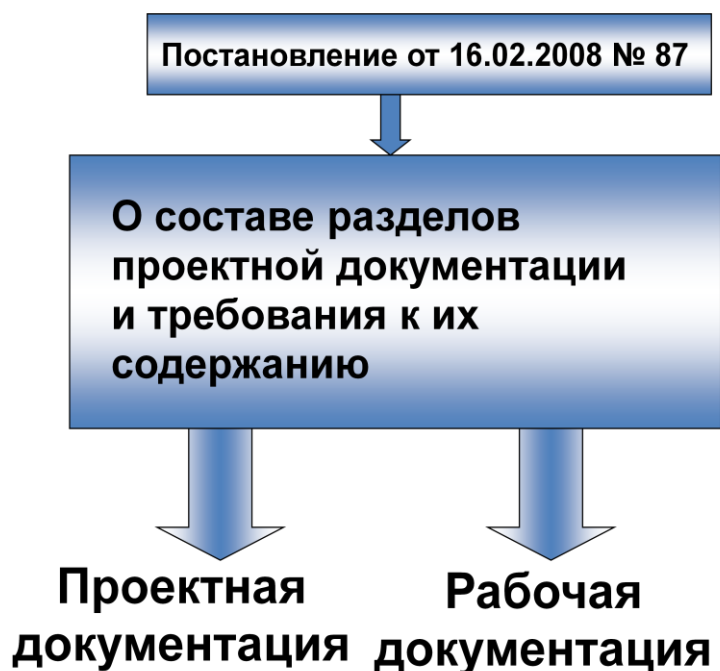 Постановление от 16.02.2008 № 87
О составе разделов
проектной документации
и требования к их
содержанию
Проектная
документация
Рабочая
документация